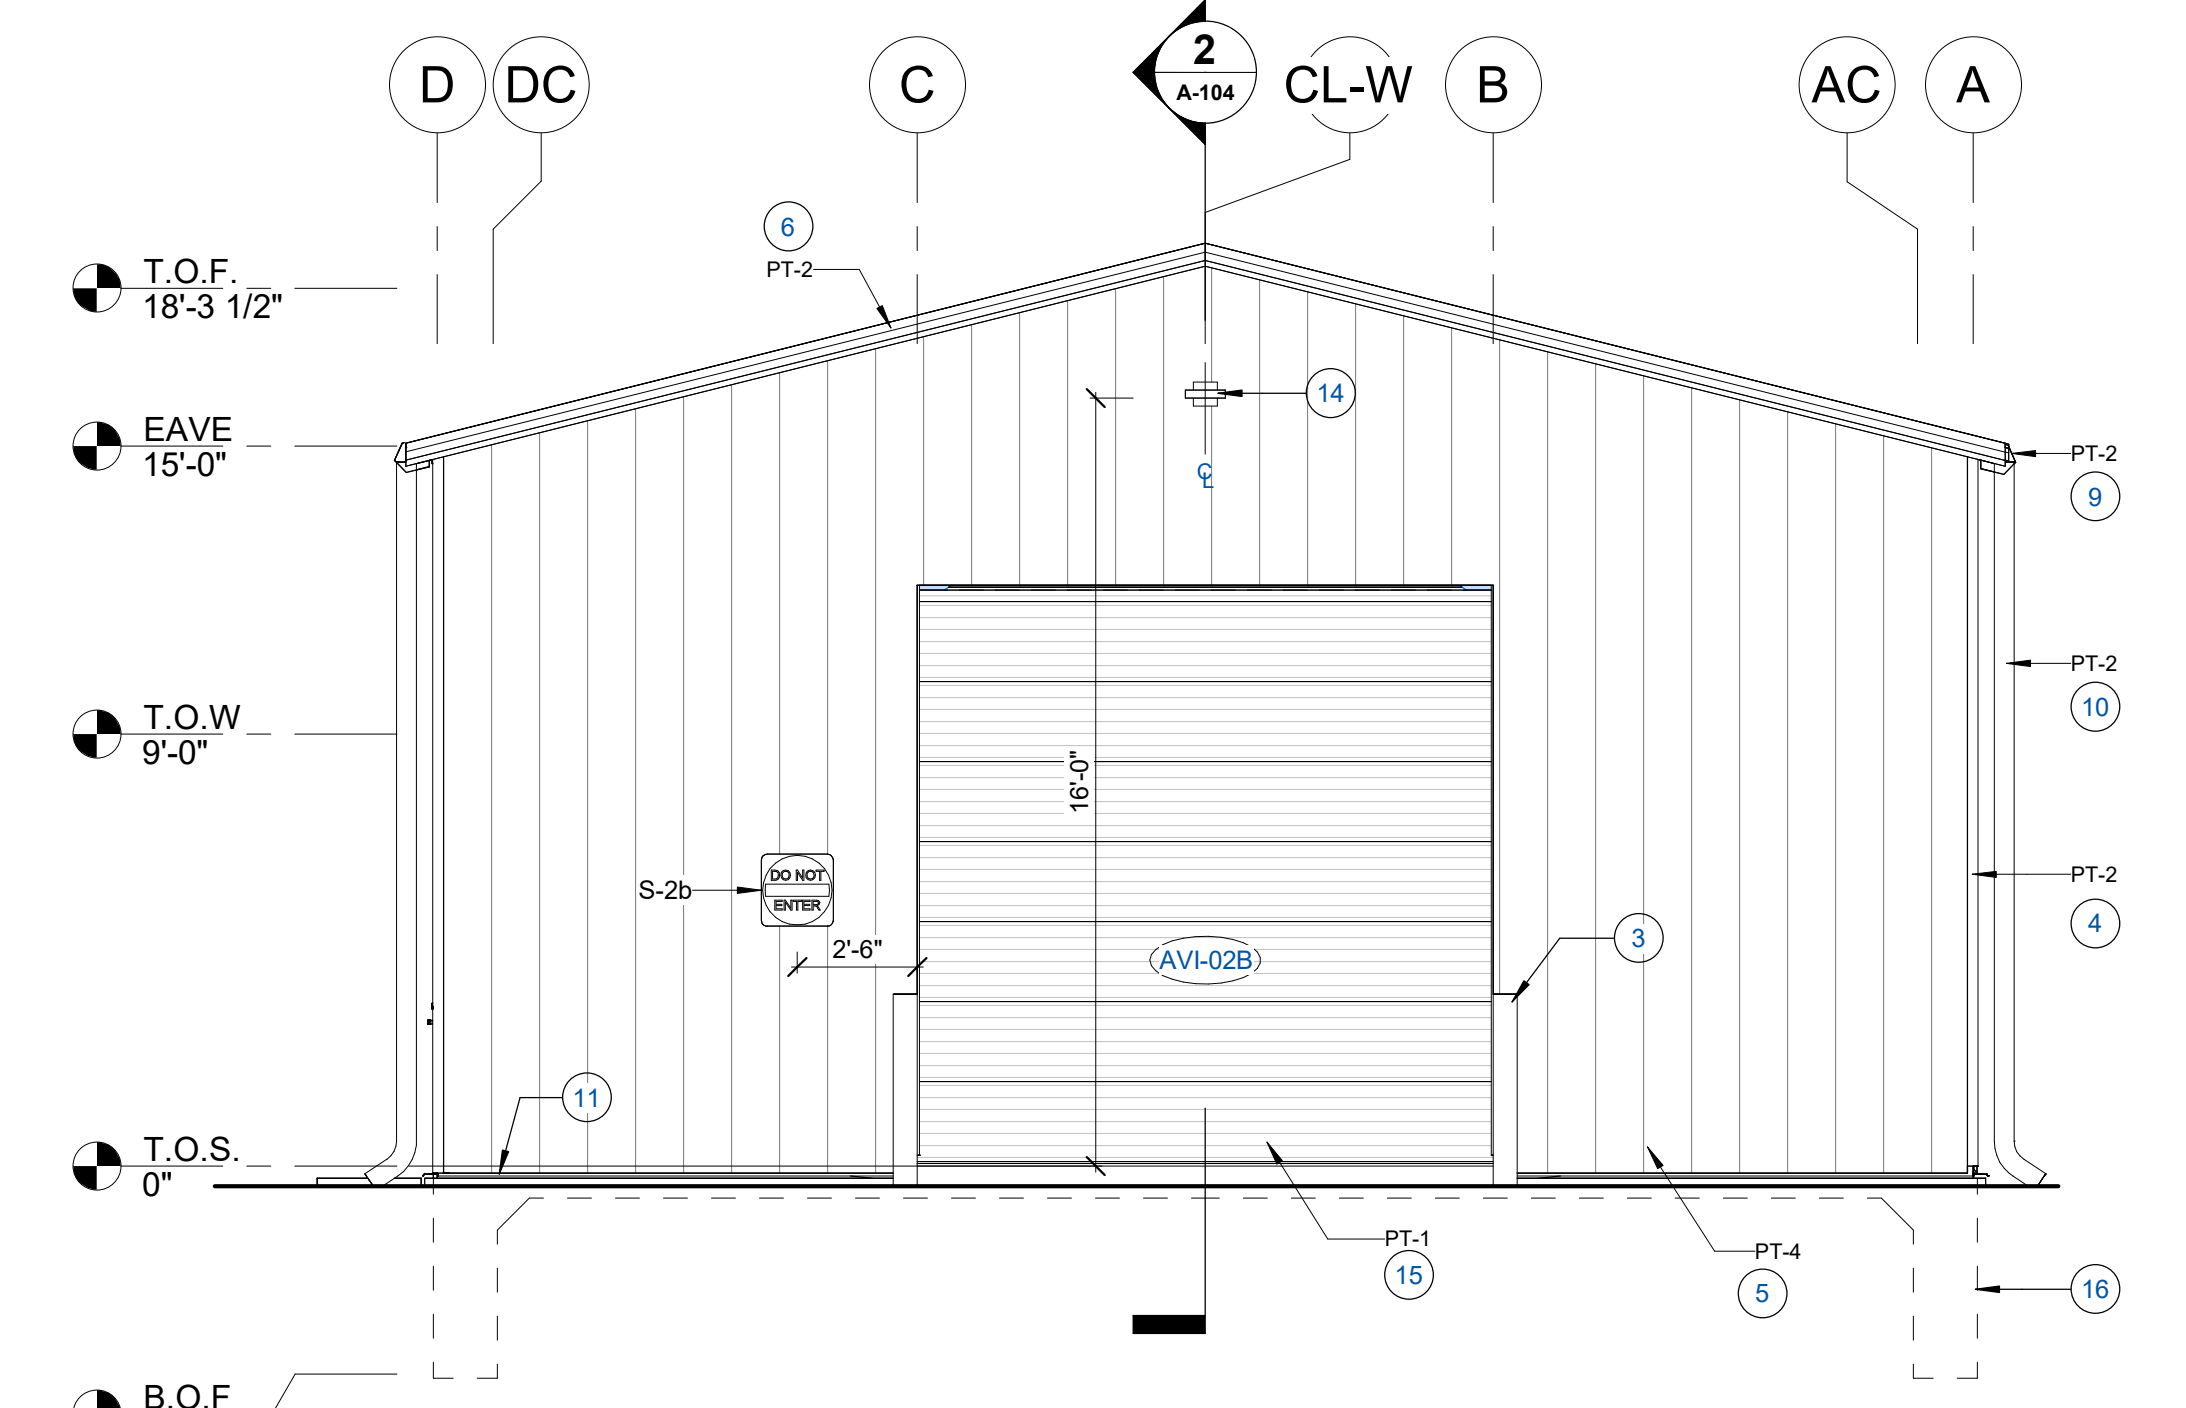 D
DC
C
2
A-104
CL-W
B
AC
A
6
PT-2
T.O.F.
18'-3 1/2"
14
EAVE
15'-0"
℄
PT-2
9
PT-2
10
T.O.W
9'-0"
16'-0"
S-2b
DO NOT
ENTER
PT-2
4
2'-6"
AVI-02B
3
11
T.O.S.
0"
PT-1
15
PT-4
5
16
B.O.F